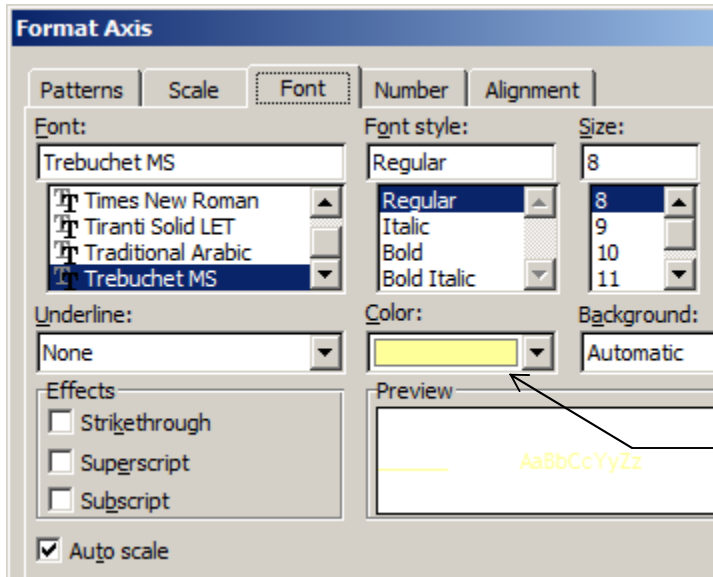 Format Axis
Patterns Scale Font Number Alignment
Font: Font style: Size:
Trebuchet MS Regular 8
Times New Roman Regular 8
Tiranti Solid LET Italic 9
Traditional Arabic Bold 10
Trebuchet MS Bold Italic 11
Underline: Color: Background:
None Automatic
Effects Preview
Strikethrough
Superscript AaBbCcYyZz
Subscript
Auto scale